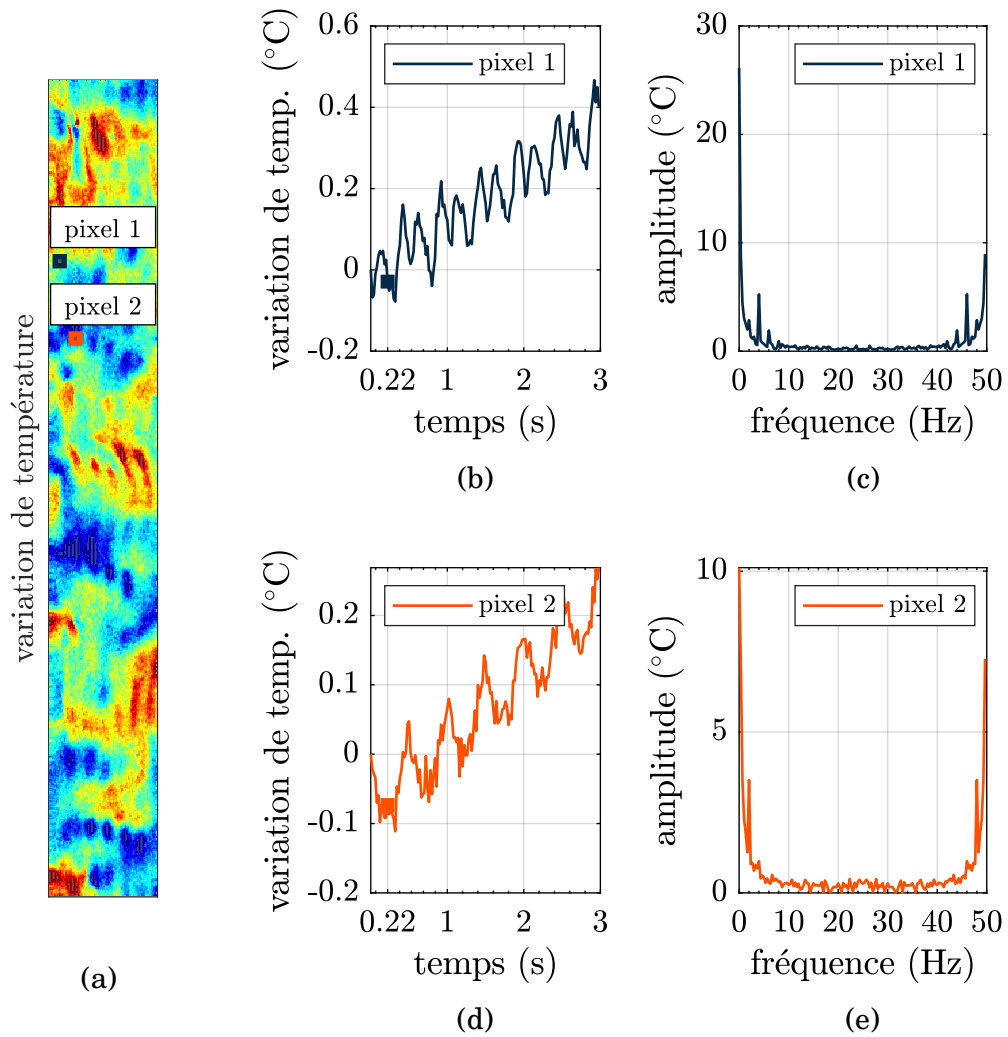 variation de température
pixel 1
pixel 2
(a)
variation de temp. (°C)
0.6
0.4
0.2
0
-0.2
pixel 1
0.22 1 2 3
temps (s)
(b)
amplitude (°C)
30
20
10
0
pixel 1
0 10 20 30 40 50
fréquence (Hz)
(c)
variation de temp. (°C)
0.2
0.1
0
-0.1
-0.2
pixel 2
0.22 1 2 3
temps (s)
(d)
amplitude (°C)
10
5
0
pixel 2
0 10 20 30 40 50
fréquence (Hz)
(e)